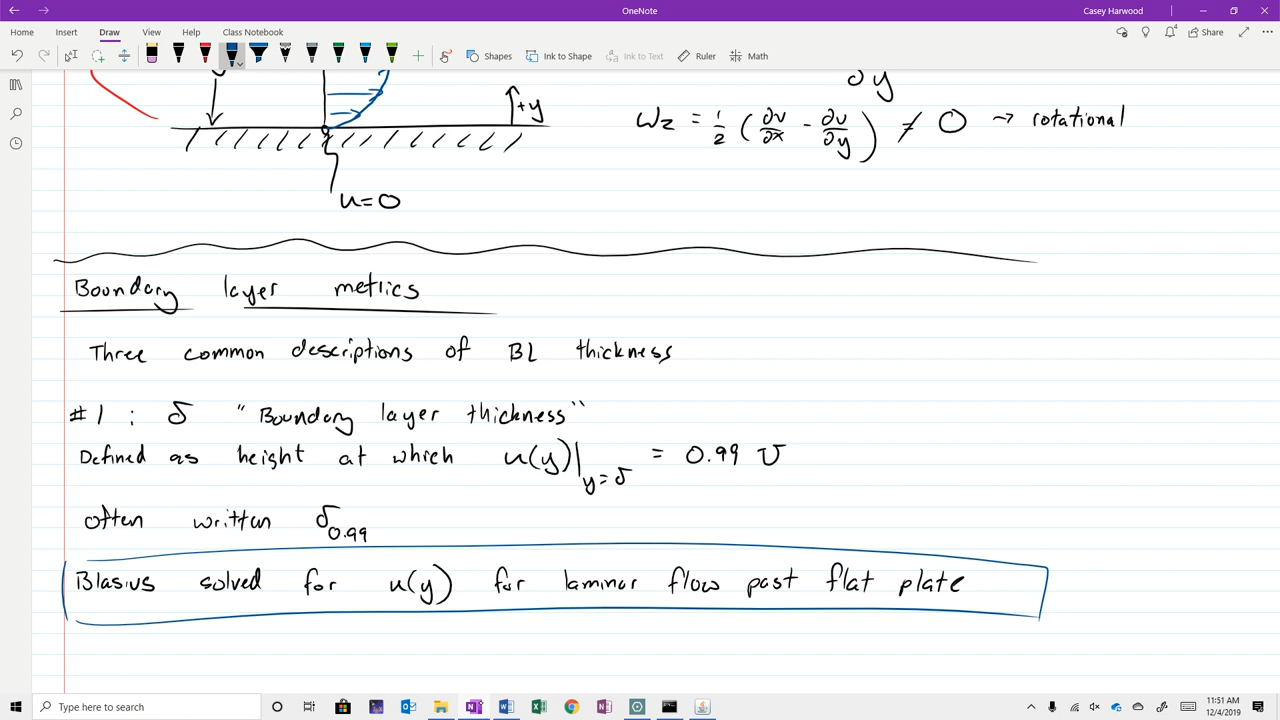 OneNote
Casey Harwood
Home Insert Draw View Help Class Notebook
Share
Shapes Ink to Shape Ink to Text Ruler Math
∂y
+y
ωz = 1/2 (∂v/∂x - ∂u/∂y) ≠ 0 → rotational
u=0
Boundary layer metrics
Three common descriptions of BL thickness
#1 : δ "Boundary layer thickness"
Defined as height at which u(y)|y=δ = 0.99 U
often written δ0.99
Blasius solved for u(y) for laminar flow past flat plate
Type here to search
11:51 AM
12/4/2019